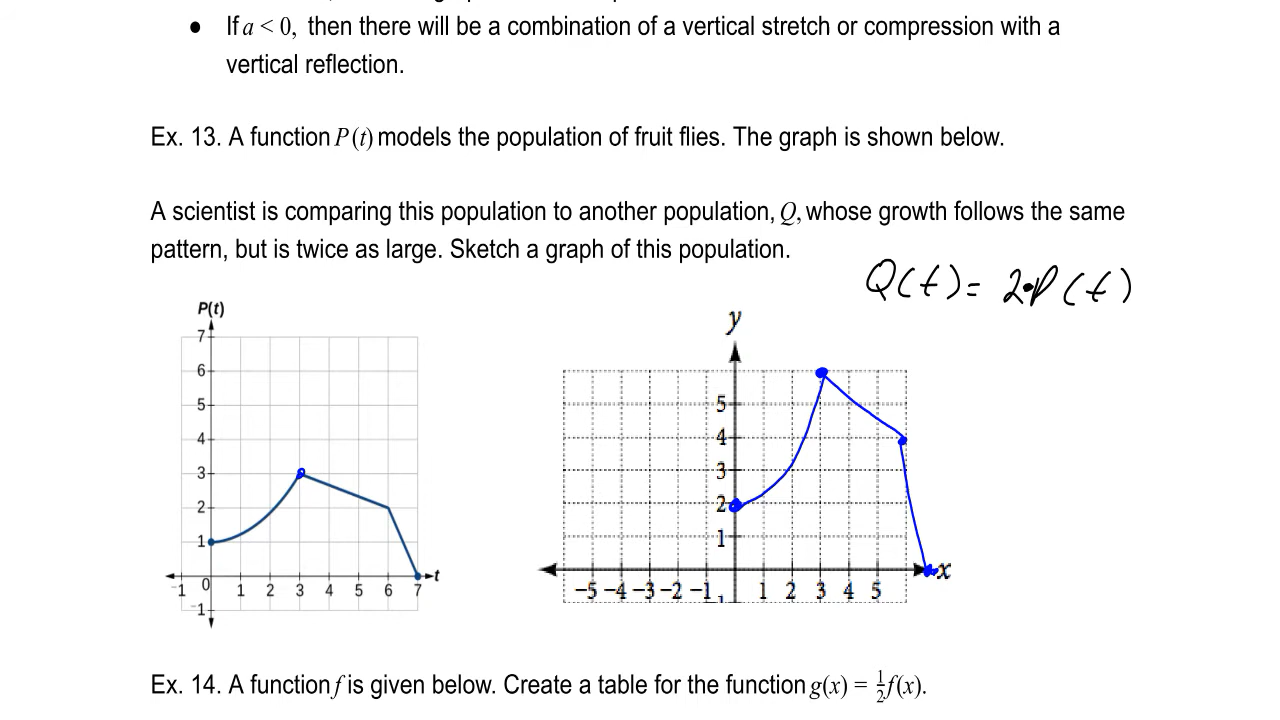 ● If a < 0, then there will be a combination of a vertical stretch or compression with a
vertical reflection.
Ex. 13. A function P(t) models the population of fruit flies. The graph is shown below.
A scientist is comparing this population to another population, Q, whose growth follows the same
pattern, but is twice as large. Sketch a graph of this population.
Q(t) = 2·P(t)
P(t)
7
6
5
4
3
2
1
-1 0 1 2 3 4 5 6 7 t
-1
y
5
4
3
2
1
x
-5 -4 -3 -2 -1 1 2 3 4 5
Ex. 14. A function f is given below. Create a table for the function g(x) = ½f(x).